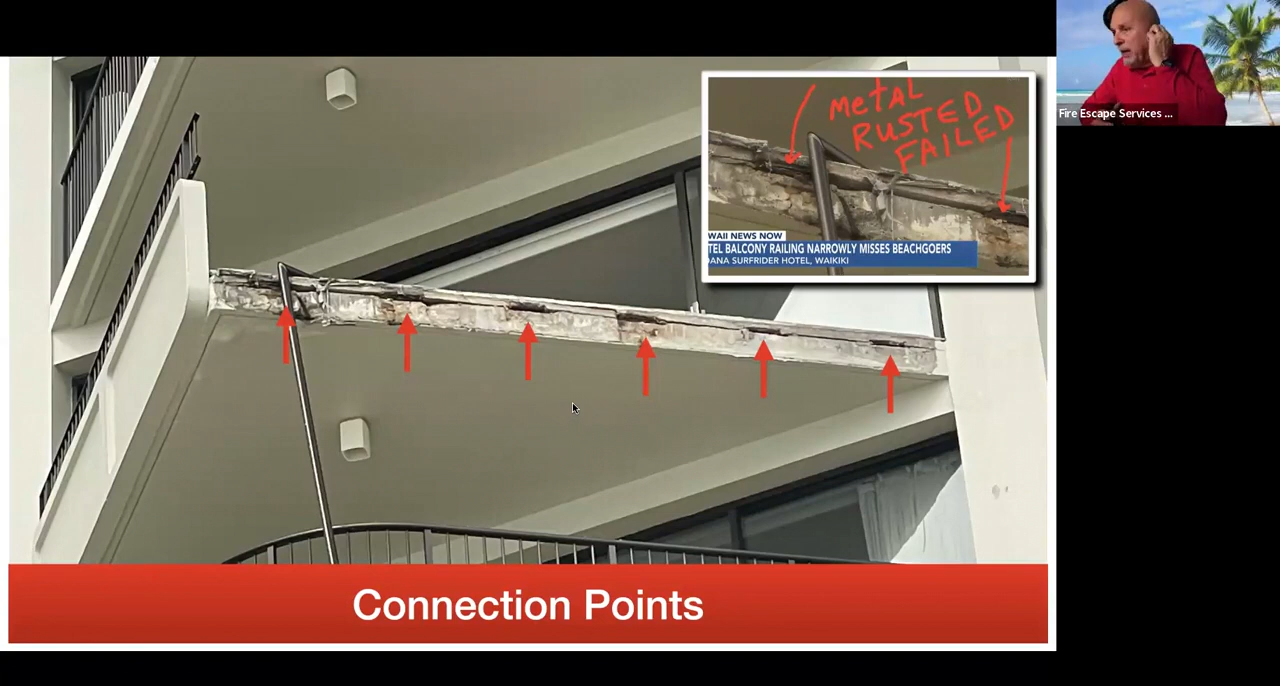 METAL
RUSTED
FAILED
WAII NEWS NOW
TEL BALCONY RAILING NARROWLY MISSES BEACHGOERS
OANA SURFRIDER HOTEL, WAIKIKI
Fire Escape Services ...
Connection Points